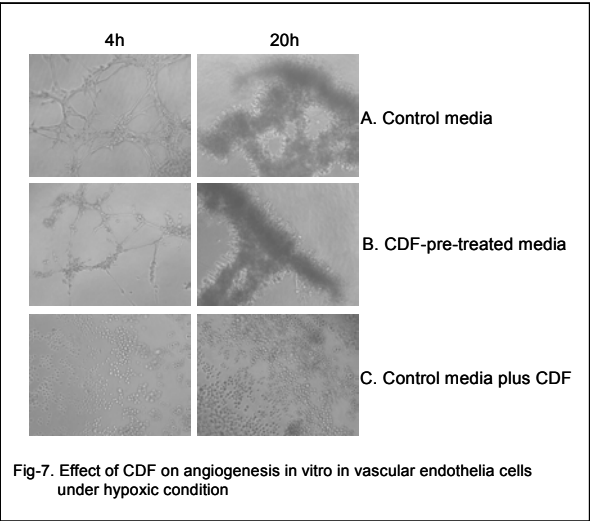 4h 20h
A. Control media
B. CDF-pre-treated media
C. Control media plus CDF
Fig-7. Effect of CDF on angiogenesis in vitro in vascular endothelia cells
under hypoxic condition